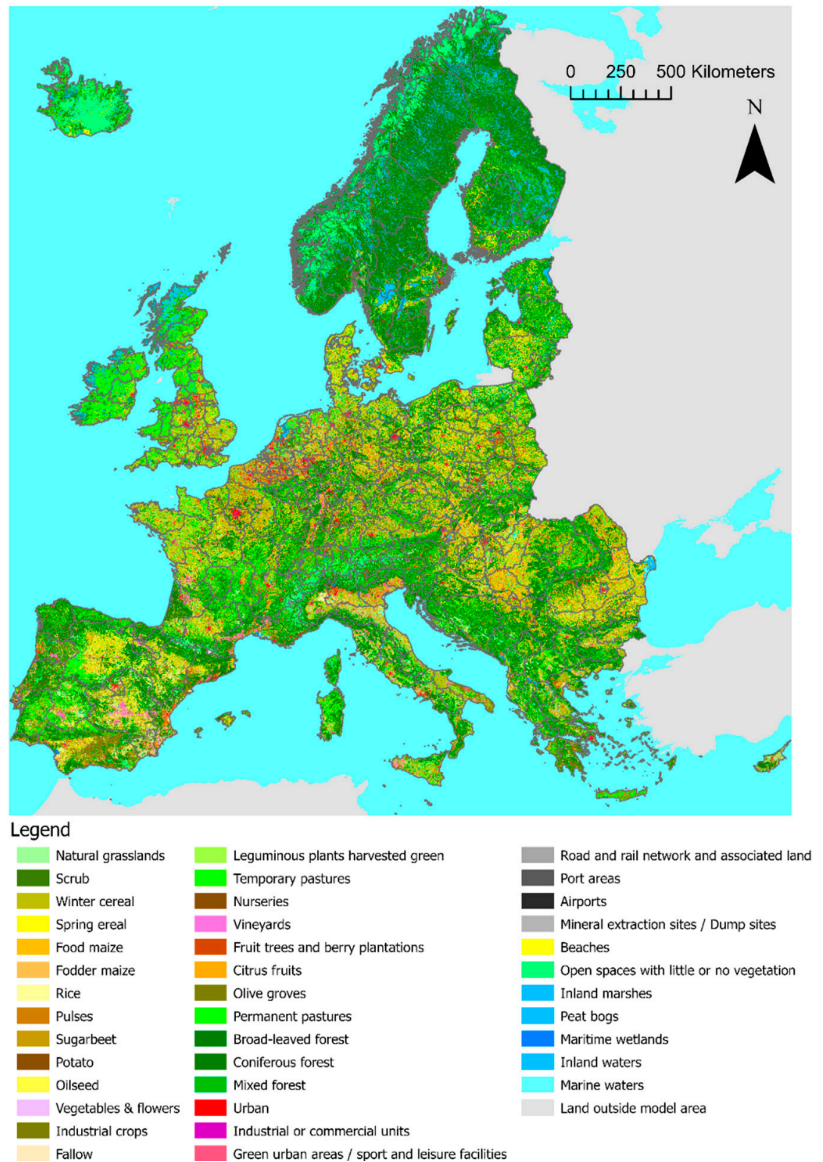 0 250 500 Kilometers
N
Legend
Natural grasslands
Scrub
Winter cereal
Spring ereal
Food maize
Fodder maize
Rice
Pulses
Sugarbeet
Potato
Oilseed
Vegetables & flowers
Industrial crops
Fallow
Leguminous plants harvested green
Temporary pastures
Nurseries
Vineyards
Fruit trees and berry plantations
Citrus fruits
Olive groves
Permanent pastures
Broad-leaved forest
Coniferous forest
Mixed forest
Urban
Industrial or commercial units
Green urban areas / sport and leisure facilities
Road and rail network and associated land
Port areas
Airports
Mineral extraction sites / Dump sites
Beaches
Open spaces with little or no vegetation
Inland marshes
Peat bogs
Maritime wetlands
Inland waters
Marine waters
Land outside model area